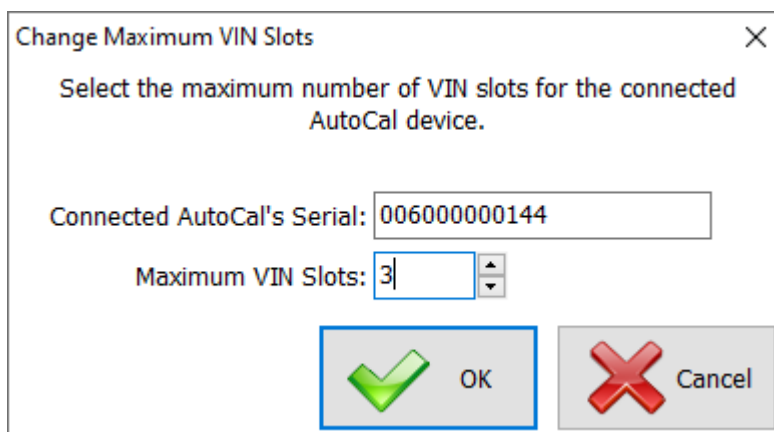 Change Maximum VIN Slots
Select the maximum number of VIN slots for the connected
AutoCal device.
Connected AutoCal's Serial: 006000000144
Maximum VIN Slots: 3
OK Cancel